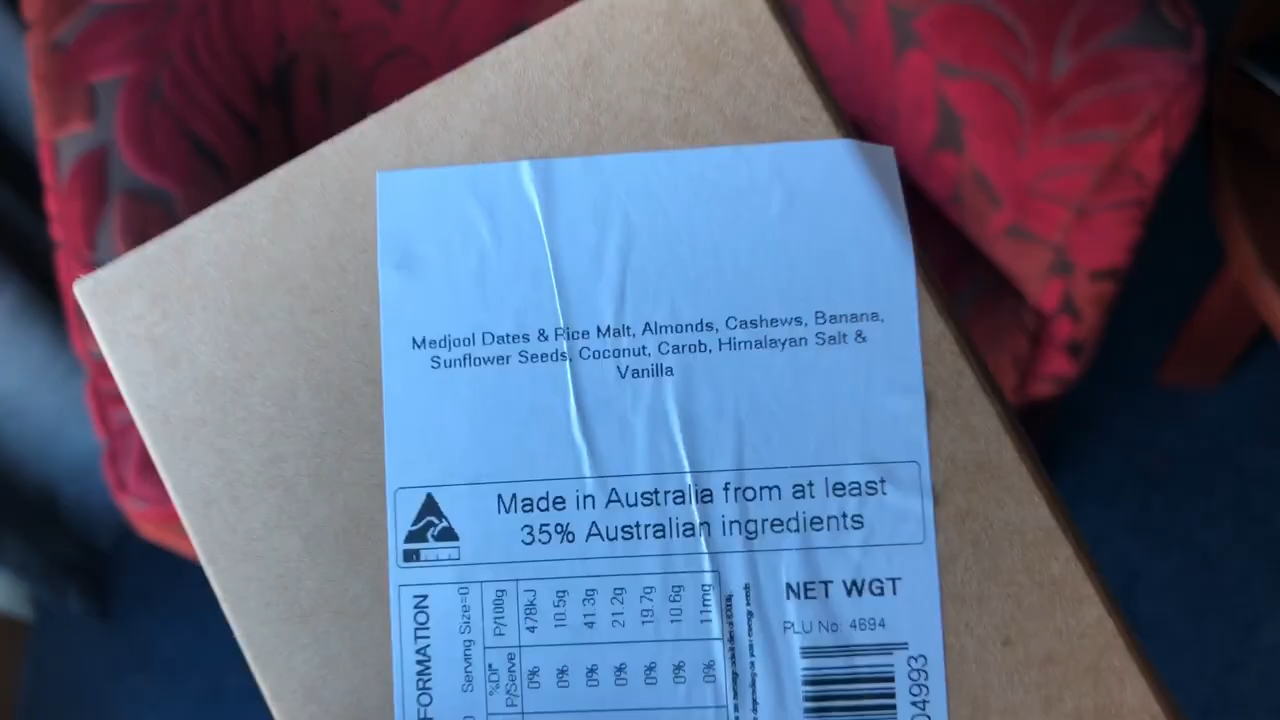 Medjool Dates & Rice Malt, Almonds, Cashews, Banana,
Sunflower Seeds, Coconut, Carob, Himalayan Salt &
Vanilla
Made in Australia from at least
35% Australian ingredients
FORMATION
Serving Size=0
P/100g
478kJ
10.5g
41.3g
21.2g
19.7g
10.6g
11mg
%DI*
P/Serve
0%
0%
0%
0%
0%
0%
0%
NET WGT
PLU No: 4694
04993